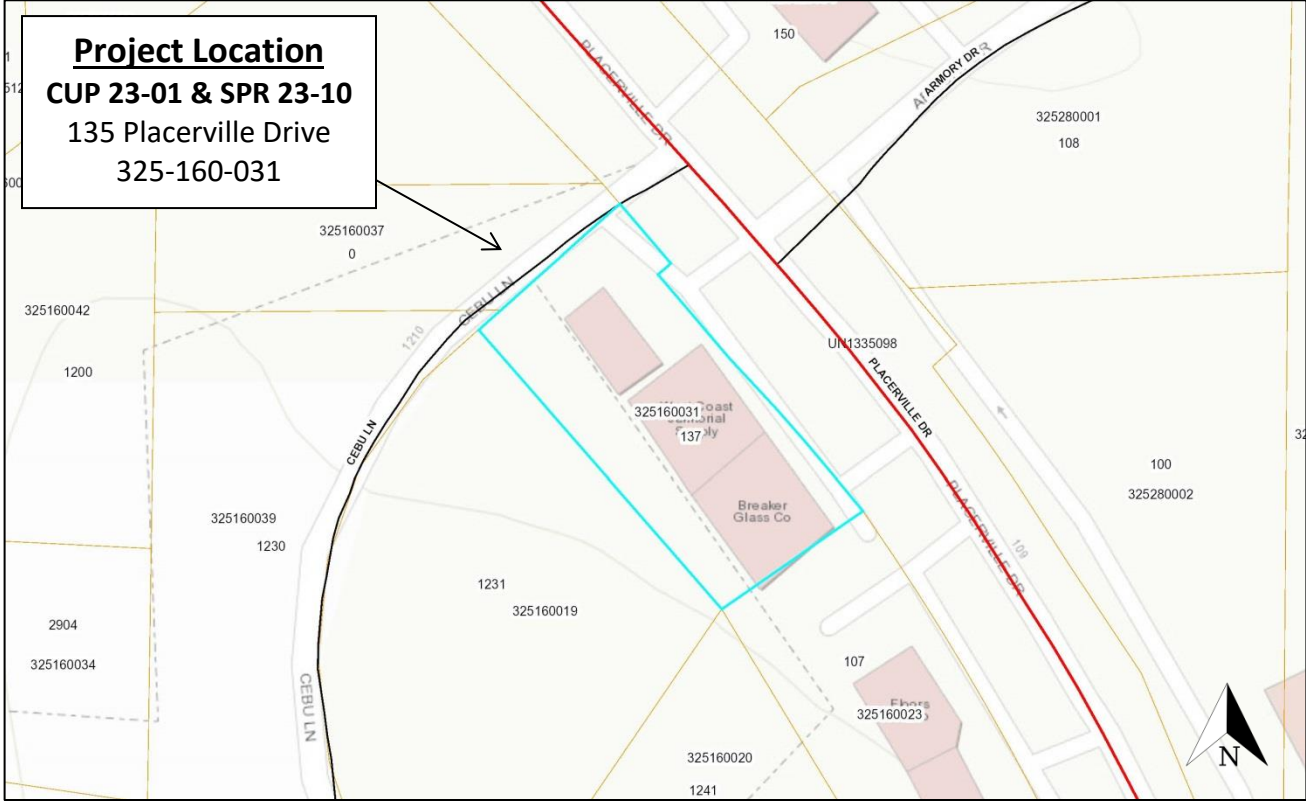 Project Location
CUP 23-01 & SPR 23-10
135 Placerville Drive
325-160-031
150
PLACERVILLE DR
ARMORY DR
325280001
108
325160037
0
325160042
CEBU LN
1210
1200
UN1335098
PLACERVILLE DR
325160031
137
CEBU LN
100
325280002
Breaker
Glass Co
325160039
1230
PLACERVILLE DR
109
1231
325160019
2904
325160034
CEBU LN
107
325160023
325160020
1241
N